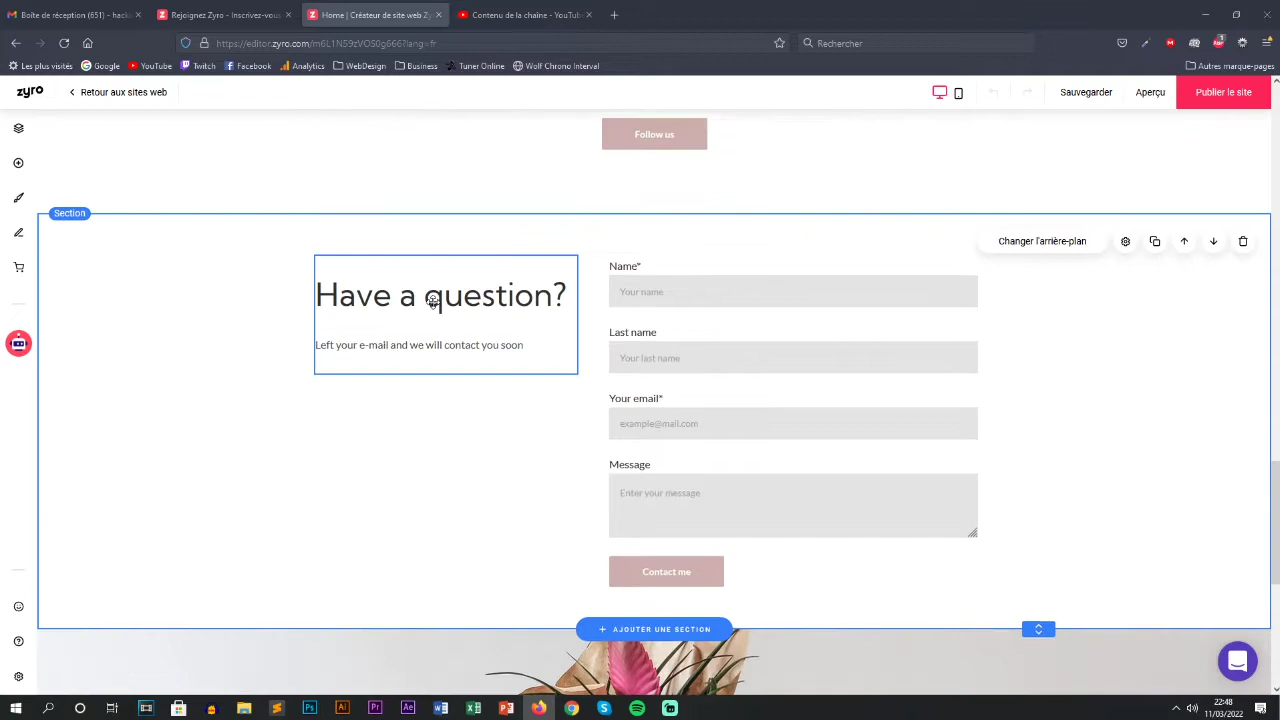 Boîte de réception (651) - hack
Rejoignez Zyro - Inscrivez-vous
Home | Créateur de site web Zy
Contenu de la chaîne - YouTube
https://editor.zyro.com/m6L1N59zVOS0g666?lang=fr
Rechercher
Les plus visités
Google
YouTube
Twitch
Facebook
Analytics
WebDesign
Business
Tuner Online
Wolf Chrono Interval
Autres marque-pages
zyro
Retour aux sites web
Sauvegarder
Aperçu
Publier le site
Follow us
Section
Changer l'arrière-plan
Have a question?
Left your e-mail and we will contact you soon
Name*
Your name
Last name
Your last name
Your email*
example@mail.com
Message
Enter your message
Contact me
+ AJOUTER UNE SECTION
22:48
11/03/2022